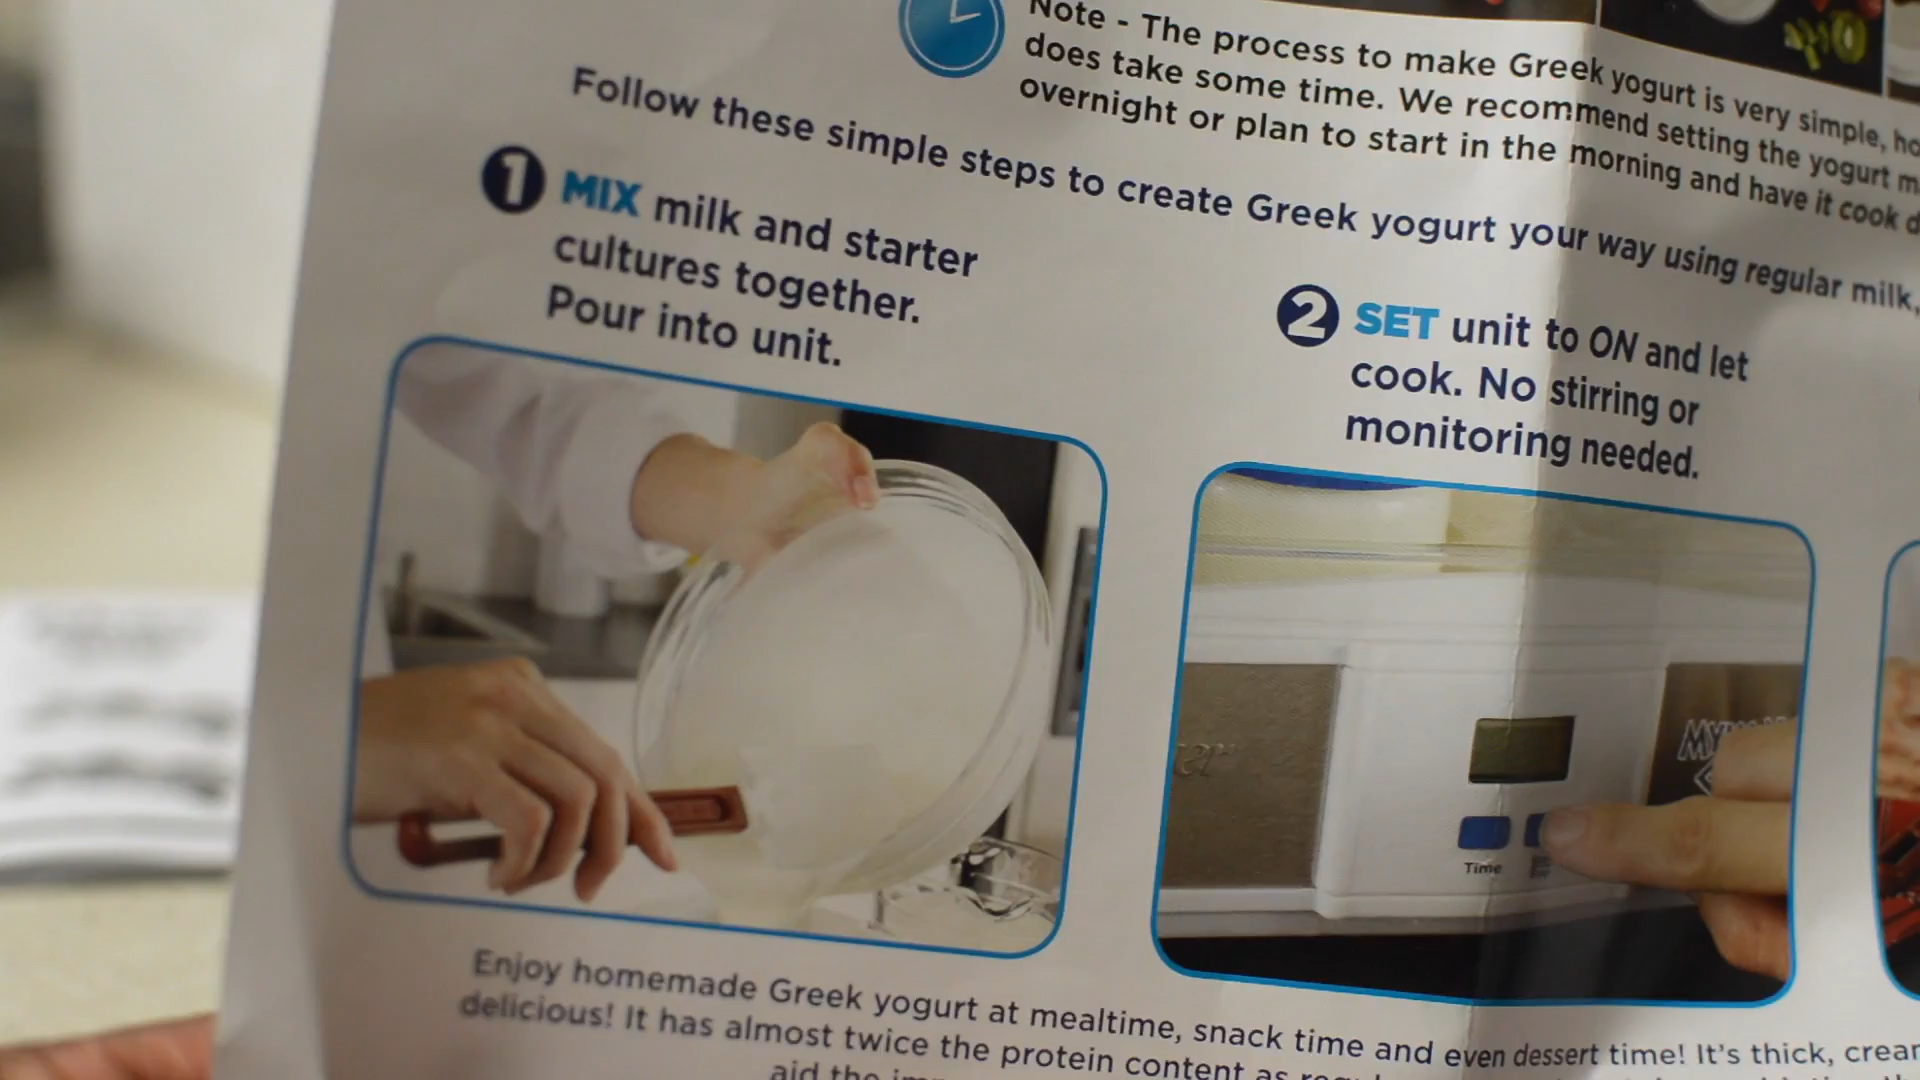 Note - The process to make Greek yogurt is very simple,
does take some time. We recommend setting the yogurt
overnight or plan to start in the morning and have it cook
Follow these simple steps to create Greek yogurt your way using regular milk,
1 MIX milk and starter
cultures together.
Pour into unit.
2 SET unit to ON and let
cook. No stirring or
monitoring needed.
Time
Enjoy homemade Greek yogurt at mealtime, snack time and even dessert time! It's thick,
delicious! It has almost twice the protein content as
aid the